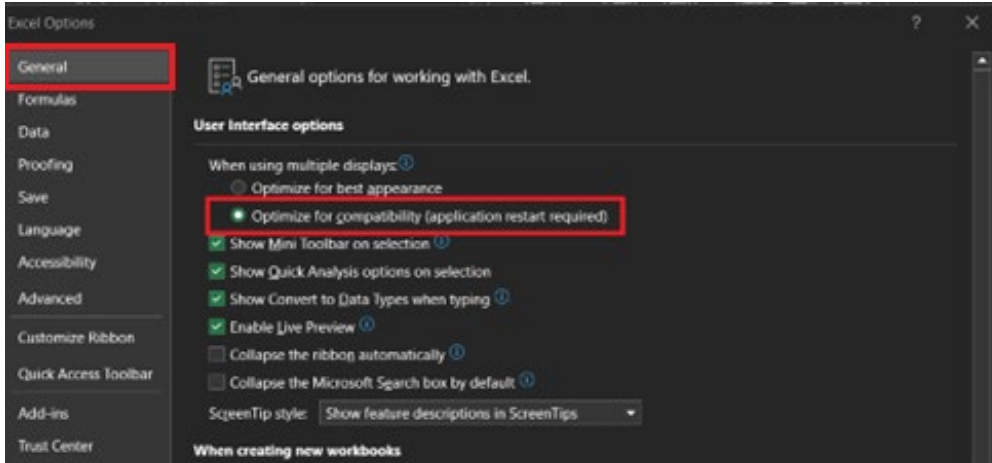 Excel Options
?
General
Formulas
Data
Proofing
Save
Language
Accessibility
Advanced
Customize Ribbon
Quick Access Toolbar
Add-ins
Trust Center
General options for working with Excel.
User Interface options
When using multiple displays:
Optimize for best appearance
Optimize for compatibility (application restart required)
Show Mini Toolbar on selection
Show Quick Analysis options on selection
Show Convert to Data Types when typing
Enable Live Preview
Collapse the ribbon automatically
Collapse the Microsoft Search box by default
ScreenTip style: Show feature descriptions in ScreenTips
When creating new workbooks